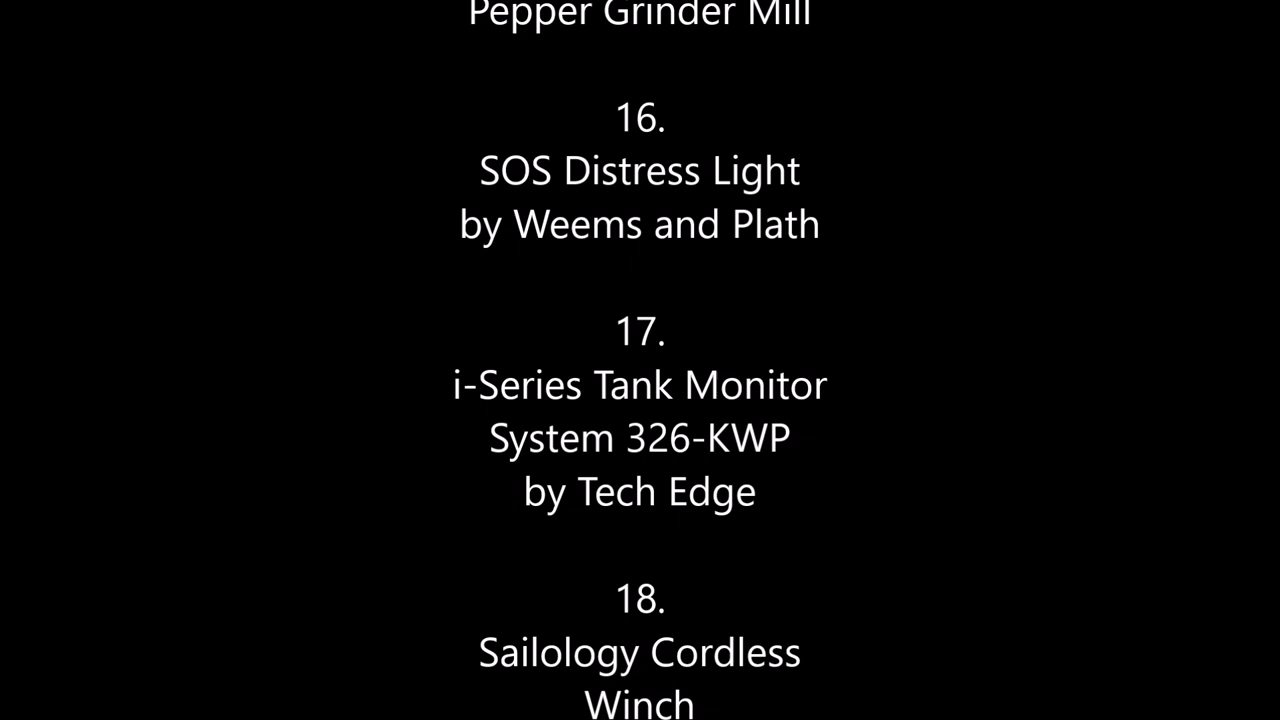 Pepper Grinder Mill
16.
SOS Distress Light
by Weems and Plath
17.
i-Series Tank Monitor
System 326-KWP
by Tech Edge
18.
Sailology Cordless
Winch